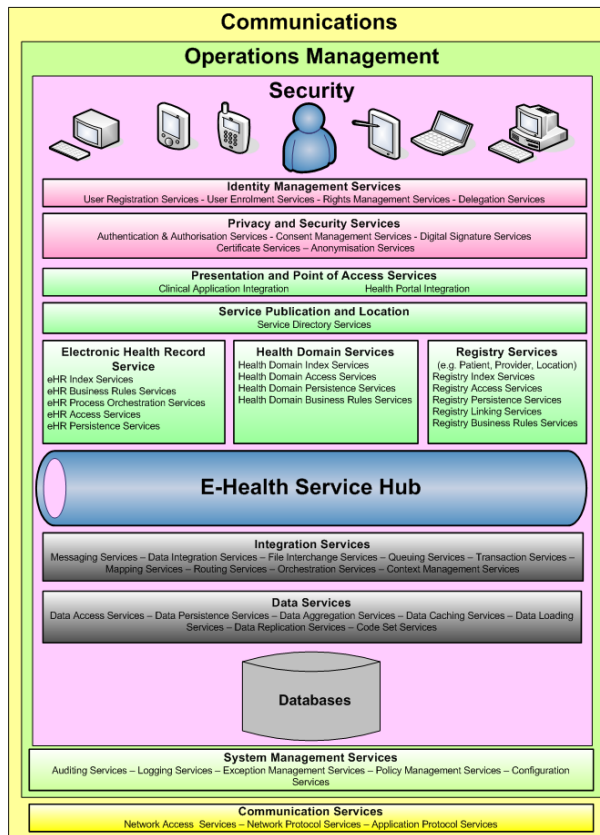 Communications
Operations Management
Security
Identity Management Services
User Registration Services - User Enrolment Services - Rights Management Services - Delegation Services
Privacy and Security Services
Authentication & Authorisation Services - Consent Management Services - Digital Signature Services
Certificate Services – Anonymisation Services
Presentation and Point of Access Services
Clinical Application Integration
Health Portal Integration
Service Publication and Location
Service Directory Services
Electronic Health Record
Service
eHR Index Services
eHR Business Rules Services
eHR Process Orchestration Services
eHR Access Services
eHR Persistence Services
Health Domain Services
Health Domain Index Services
Health Domain Access Services
Health Domain Persistence Services
Health Domain Business Rules Services
Registry Services
(e.g. Patient, Provider, Location)
Registry Index Services
Registry Access Services
Registry Persistence Services
Registry Linking Services
Registry Business Rules Services
E-Health Service Hub
Integration Services
Messaging Services – Data Integration Services – File Interchange Services – Queuing Services – Transaction Services –
Mapping Services – Routing Services – Orchestration Services – Context Management Services
Data Services
Data Access Services – Data Persistence Services – Data Aggregation Services – Data Caching Services – Data Loading
Services – Data Replication Services – Code Set Services
Databases
System Management Services
Auditing Services – Logging Services – Exception Management Services – Policy Management Services – Configuration
Services
Communication Services
Network Access Services – Network Protocol Services – Application Protocol Services